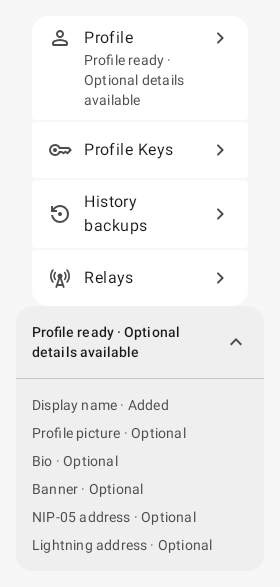 Profile
Profile ready ·
Optional details
available
Profile Keys
History
backups
Relays
Profile ready · Optional
details available
Display name · Added
Profile picture · Optional
Bio · Optional
Banner · Optional
NIP-05 address · Optional
Lightning address · Optional